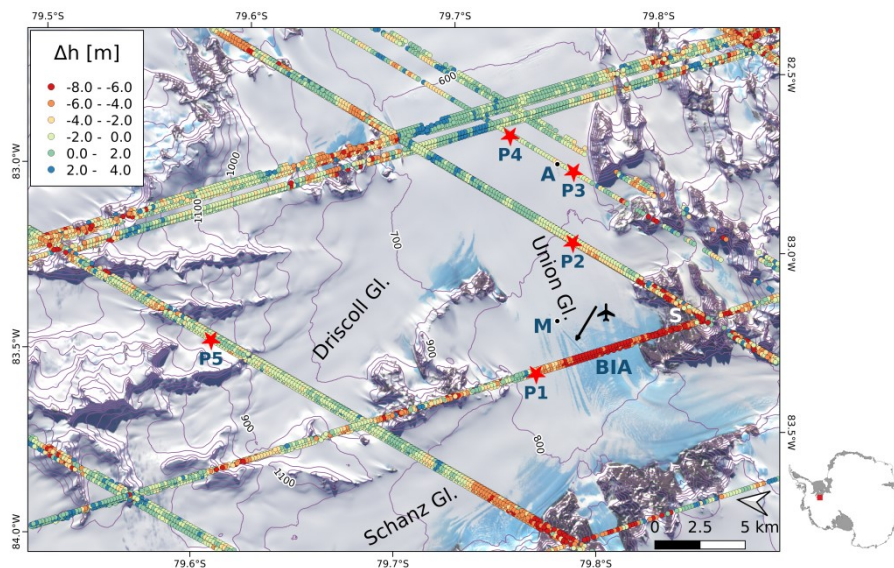 79.5°S
79.6°S
79.7°S
79.8°S
Δh [m]
-8.0 - -6.0
-6.0 - -4.0
-4.0 - -2.0
-2.0 - 0.0
0.0 - 2.0
2.0 - 4.0
600
82.5°W
83.0°W
1000
P4
A
P3
1100
700
P2
Union Gl.
83.0°W
Driscoll Gl.
M
S
83.5°W
P5
900
BIA
P1
900
800
83.5°W
1100
Schanz Gl.
84.0°W
0 2.5 5 km
79.6°S
79.7°S
79.8°S